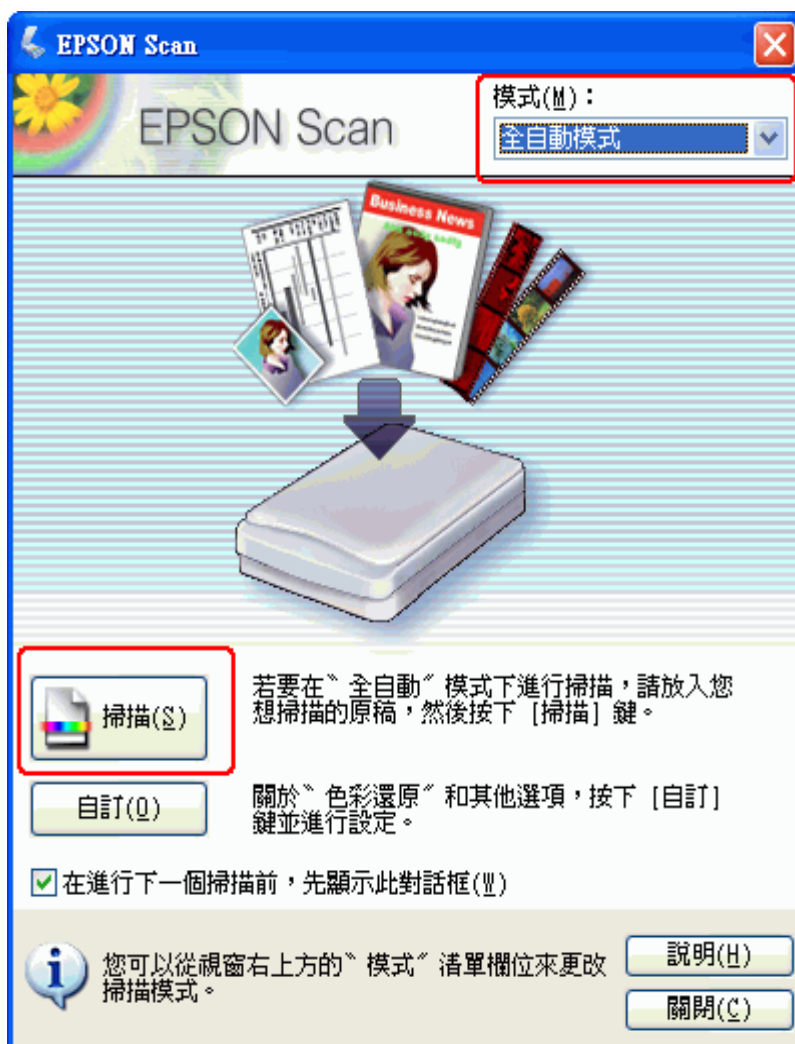 EPSON Scan
EPSON Scan
模式(M)：
全自動模式
Business News
掃描(S)
若要在〝全自動〞模式下進行掃描，請放入您
想掃描的原稿，然後按下 [掃描] 鍵。
自訂(O)
關於〝色彩還原〞和其他選項，按下 [自訂]
鍵並進行設定。
在進行下一個掃描前，先顯示此對話框(W)
您可以從視窗右上方的〝模式〞清單欄位來更改
掃描模式。
說明(H)
關閉(C)